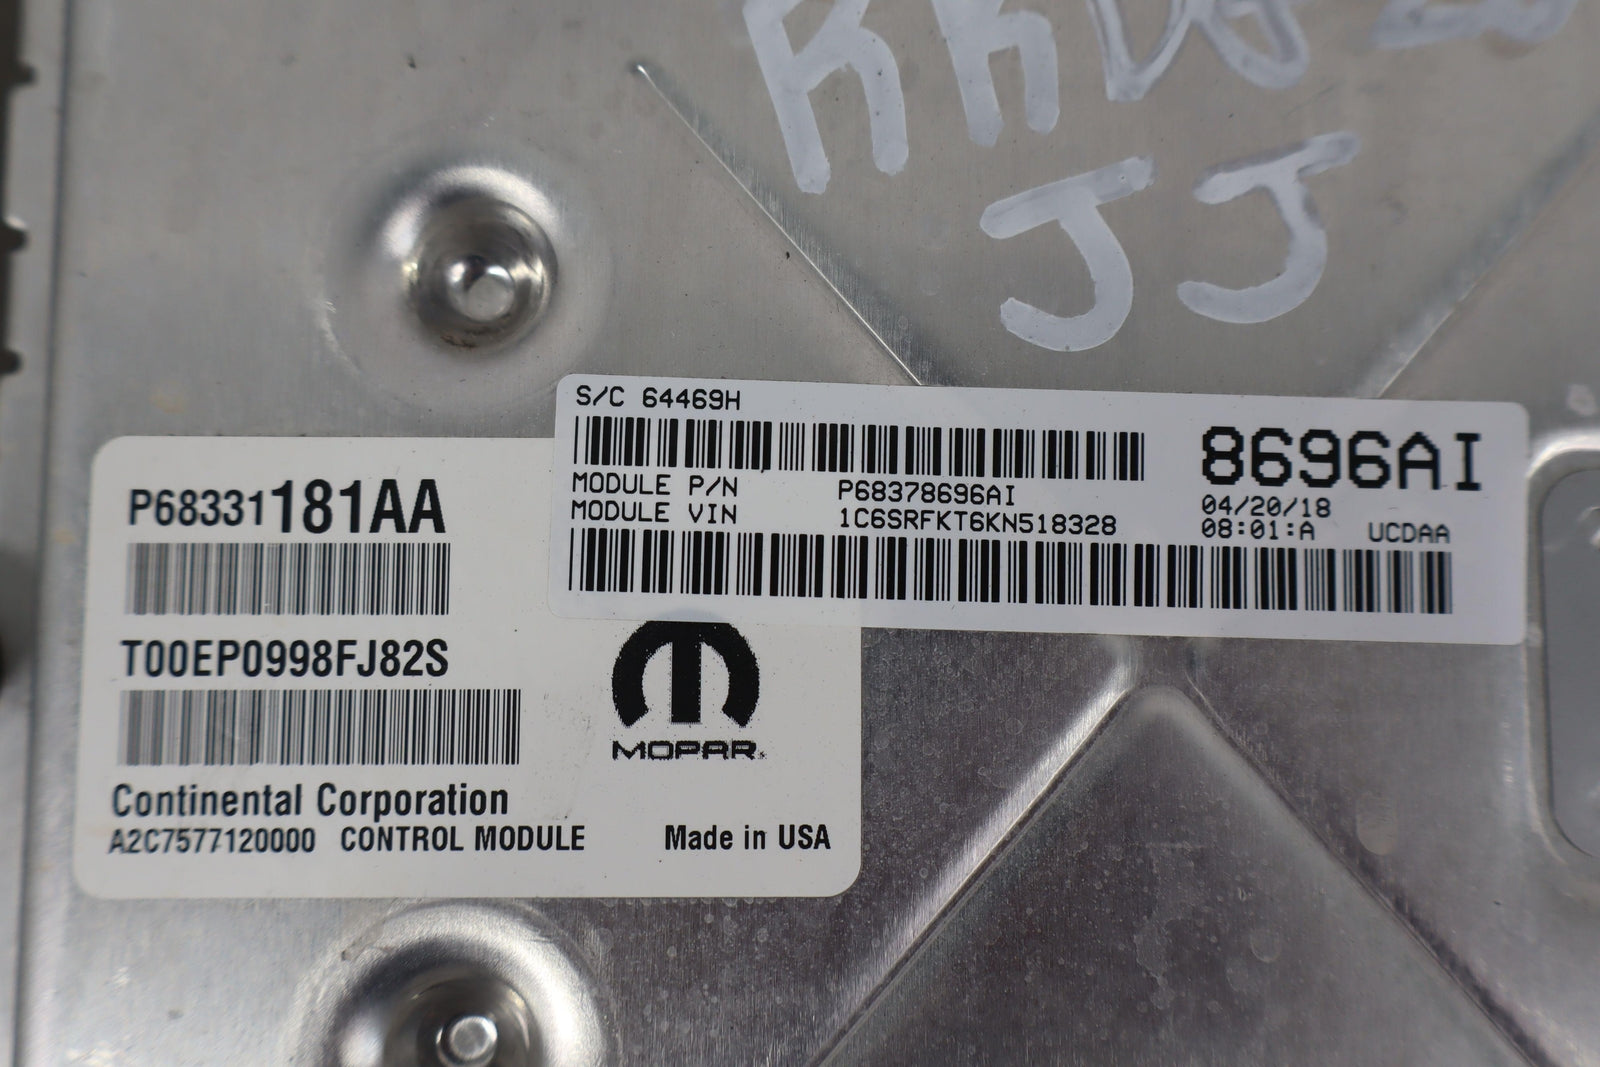 JJ
S/C 64469H
8696AI
MODULE P/N P68378696AI
MODULE VIN 1C6SRFKT6KN518328
04/20/18
08:01:A UCDAA
P68331181AA
T00EP0998FJ82S
MOPAR
Continental Corporation
A2C7577120000 CONTROL MODULE Made in USA